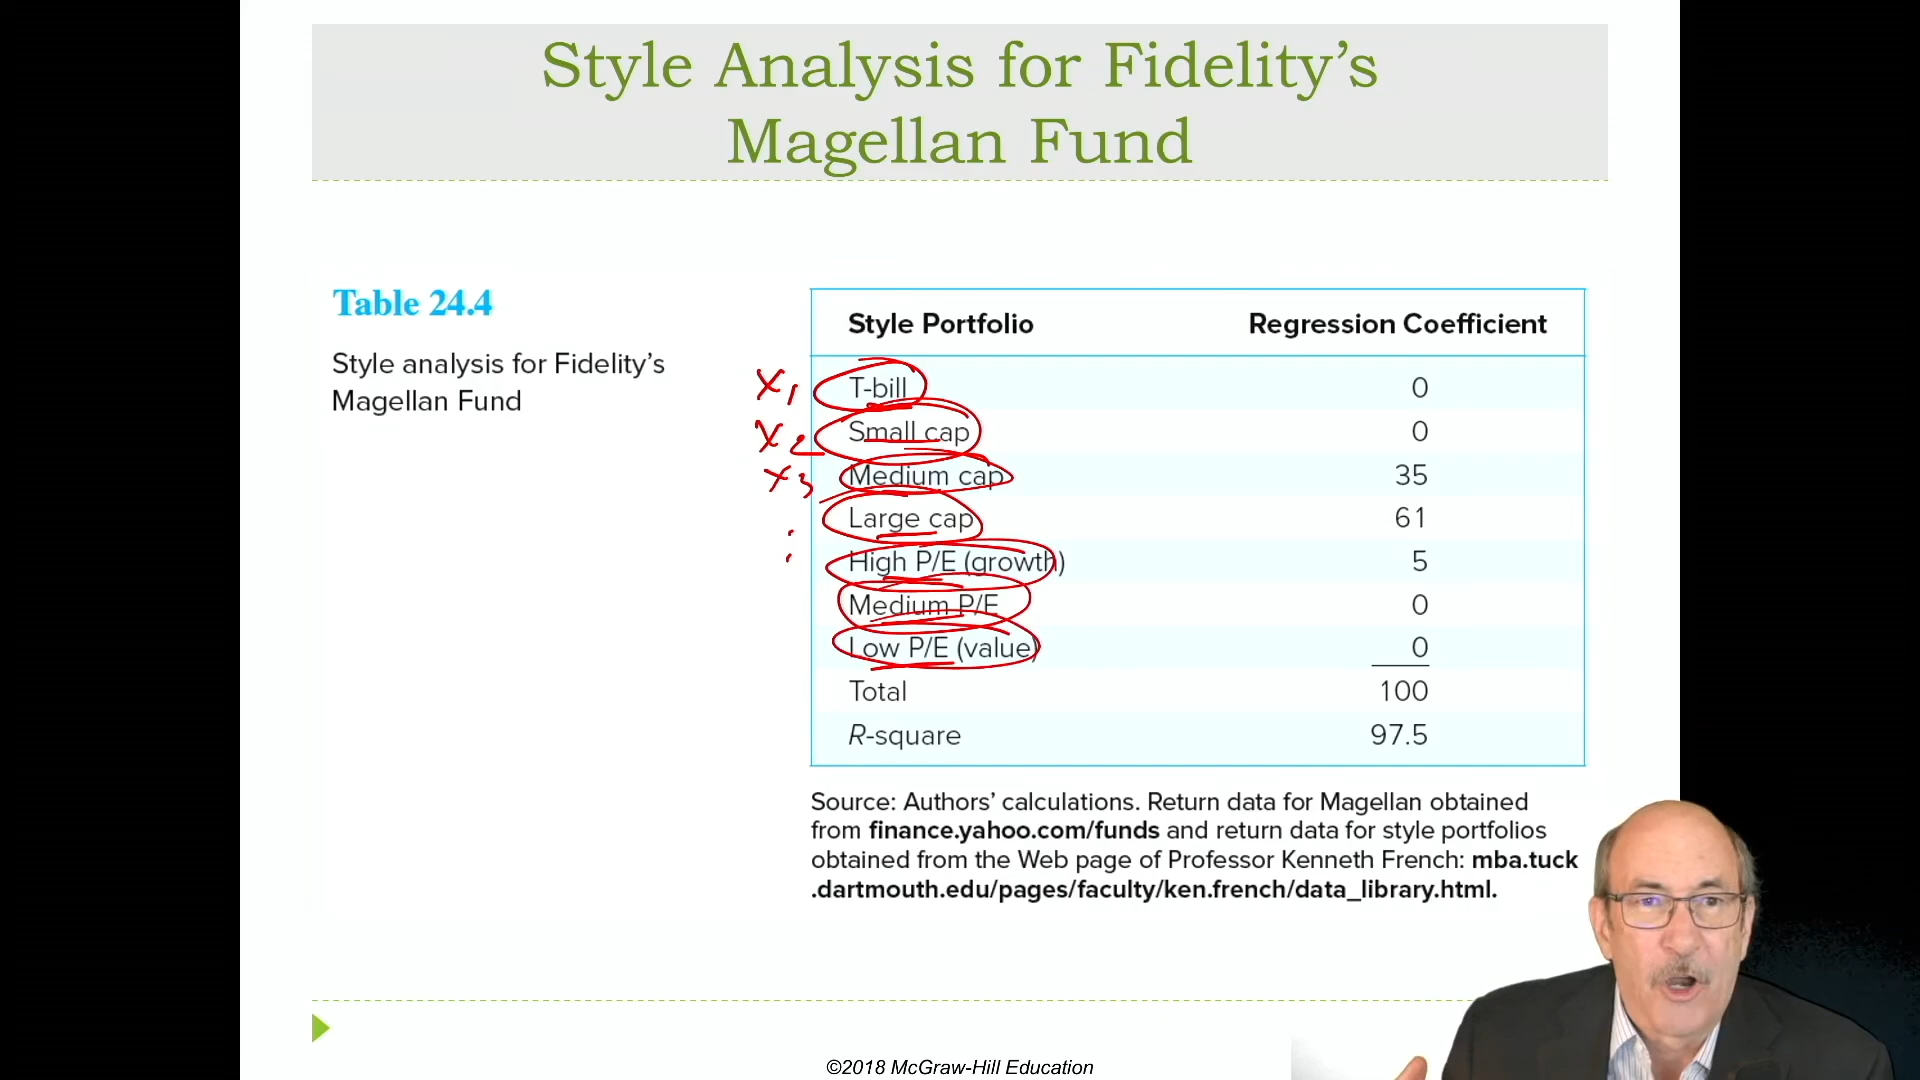 Style Analysis for Fidelity's
Magellan Fund
Table 24.4
Style analysis for Fidelity's
Magellan Fund
Style Portfolio Regression Coefficient
X1 T-bill 0
X2 Small cap 0
X3 Medium cap 35
Large cap 61
High P/E (growth) 5
Medium P/E 0
Low P/E (value) 0
Total 100
R-square 97.5
Source: Authors' calculations. Return data for Magellan obtained
from finance.yahoo.com/funds and return data for style portfolios
obtained from the Web page of Professor Kenneth French: mba.tuck
.dartmouth.edu/pages/faculty/ken.french/data_library.html.
©2018 McGraw-Hill Education